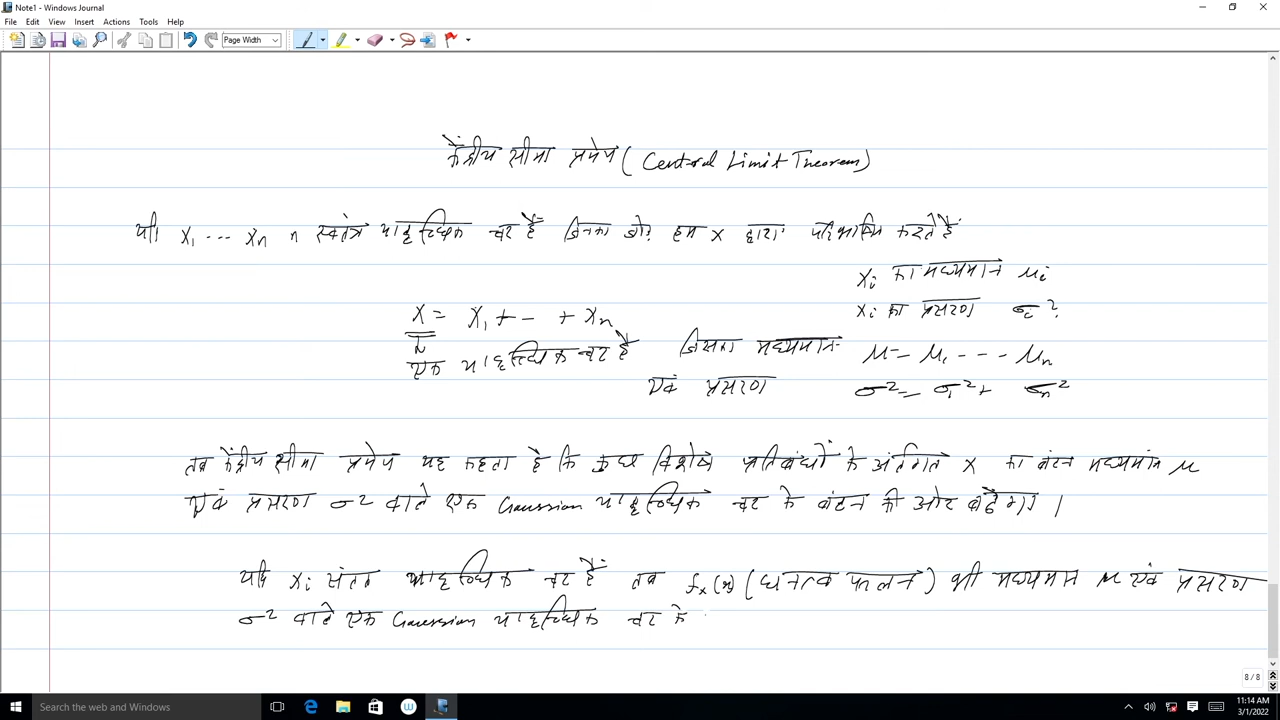 Note1 - Windows Journal
File Edit View Insert Actions Tools Help
Page Width
केंद्रीय सीमा प्रमेय (Central Limit Theorem)
यदि X₁ ... Xₙ n स्वतंत्र यादृच्छिक चर हैं जिनका योग हम X द्वारा परिभाषित करते हैं
Xᵢ का मध्यमान μᵢ
Xᵢ का प्रसरण σᵢ²
X = X₁ + - + Xₙ
एक यादृच्छिक चर है जिसका मध्यमान μ = μ₁ - - - μₙ
एवं प्रसरण σ² = σ₁² + σₙ²
तब केंद्रीय सीमा प्रमेय यह कहता है कि कुछ विशेष प्रतिबंधों के अंतर्गत X का बंटन मध्यमान μ
एवं प्रसरण σ² वाले एक Gaussian यादृच्छिक चर के बंटन की ओर बढ़ेगा।
यदि Xᵢ संतत यादृच्छिक चर हैं तब fₓ(x) (घनत्व फलन) भी मध्यमान μ एवं प्रसरण
σ² वाले एक Gaussian यादृच्छिक चर के
8 / 8
Search the web and Windows
11:14 AM
3/1/2022